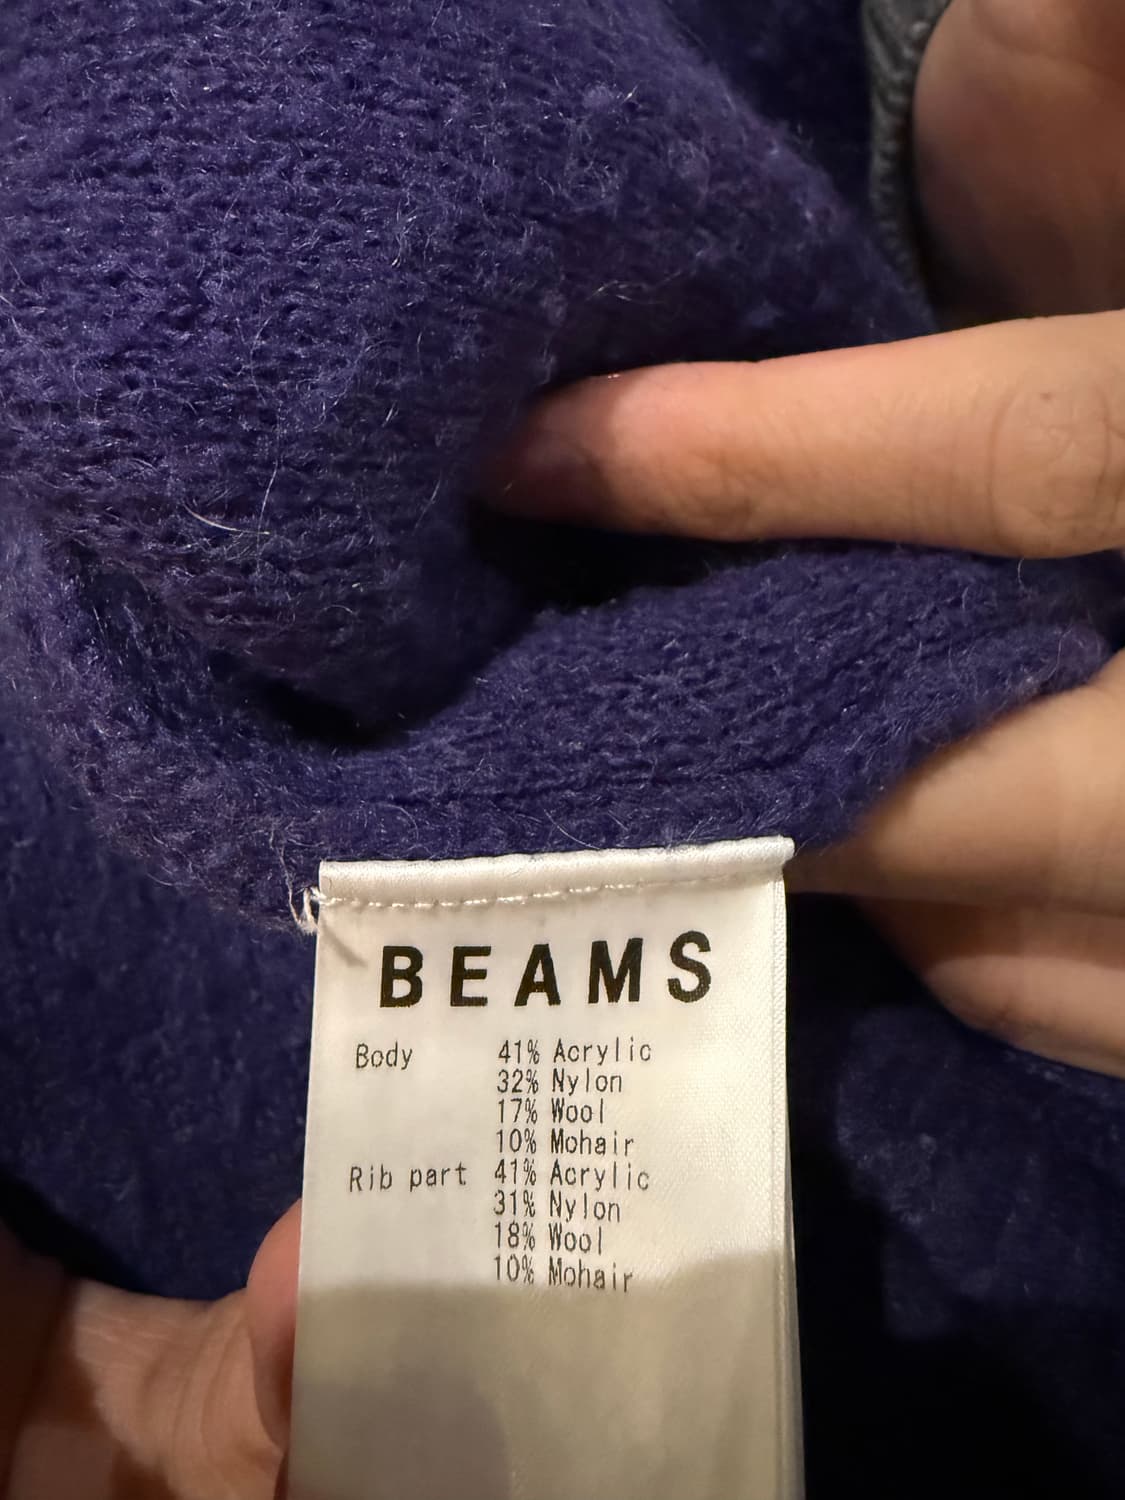 BEAMS
Body 41% Acrylic
32% Nylon
17% Wool
10% Mohair
Rib part 41% Acrylic
31% Nylon
18% Wool
10% Mohair